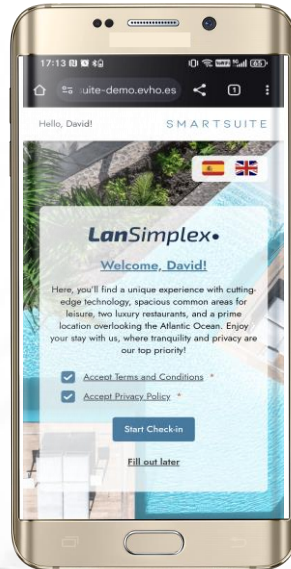 17:13
uite-demo.evho.es
Hello, David!
SMARTSUITE
LanSimplex
Welcome, David!
Here, you'll find a unique experience with cutting-
edge technology, spacious common areas for
leisure, two luxury restaurants, and a prime
location overlooking the Atlantic Ocean. Enjoy
your stay with us, where tranquility and privacy are
our top priority!
Accept Terms and Conditions *
Accept Privacy Policy *
Start Check-in
Fill out later